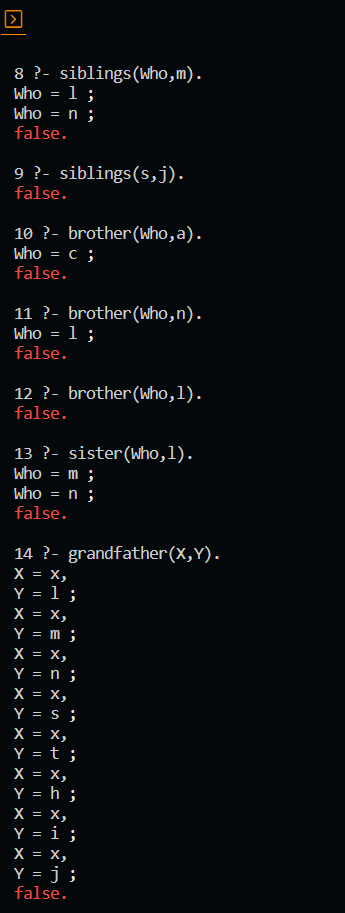 8 ?- siblings(Who,m).
Who = l ;
Who = n ;
false.
9 ?- siblings(s,j).
false.
10 ?- brother(Who,a).
Who = c ;
false.
11 ?- brother(Who,n).
Who = l ;
false.
12 ?- brother(Who,l).
false.
13 ?- sister(Who,l).
Who = m ;
Who = n ;
false.
14 ?- grandfather(X,Y).
X = x,
Y = l ;
X = x,
Y = m ;
X = x,
Y = n ;
X = x,
Y = s ;
X = x,
Y = t ;
X = x,
Y = h ;
X = x,
Y = i ;
X = x,
Y = j ;
false.